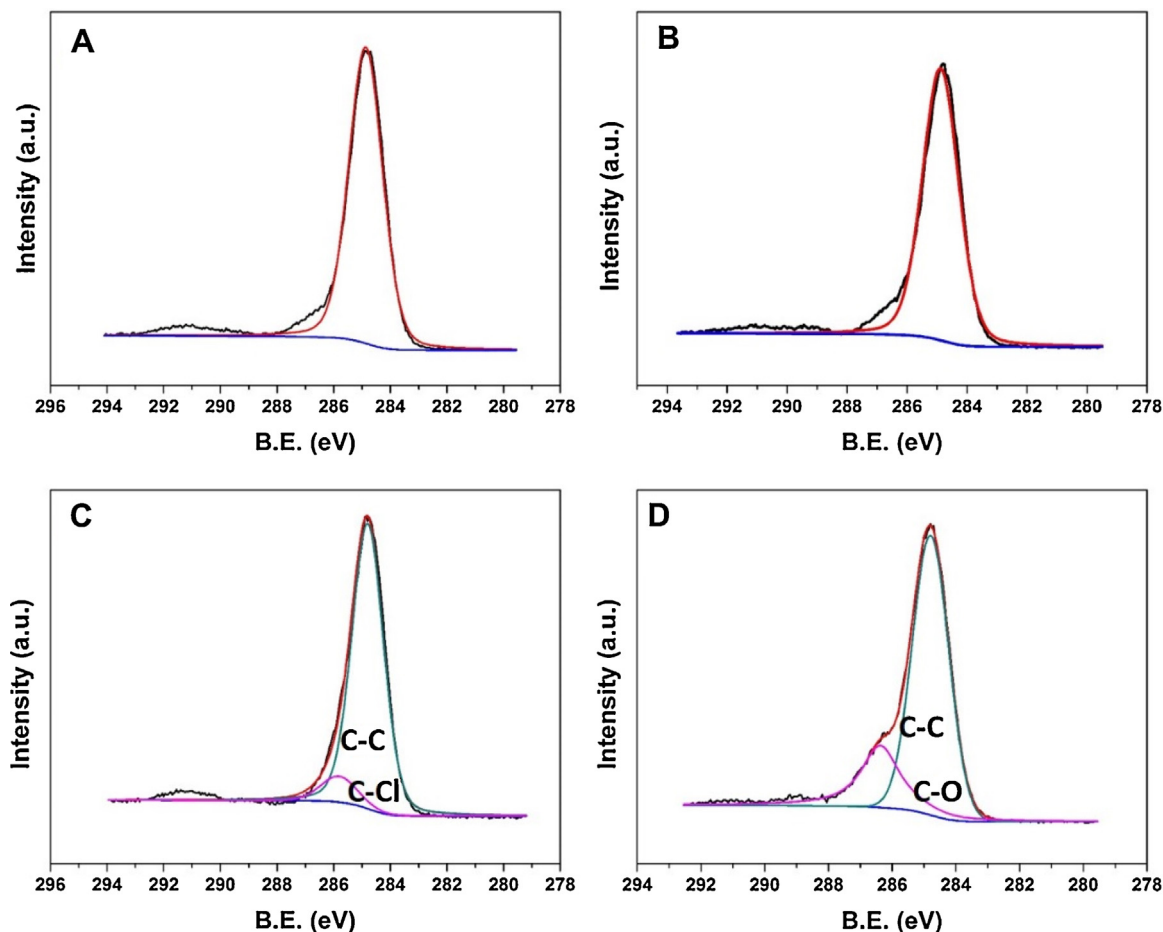 A
Intensity (a.u.)
296 294 292 290 288 286 284 282 280 278
B.E. (eV)
B
Intensity (a.u.)
294 292 290 288 286 284 282 280 278
B.E. (eV)
C
Intensity (a.u.)
C-C
C-Cl
296 294 292 290 288 286 284 282 280 278
B.E. (eV)
D
Intensity (a.u.)
C-C
C-O
294 292 290 288 286 284 282 280 278
B.E. (eV)